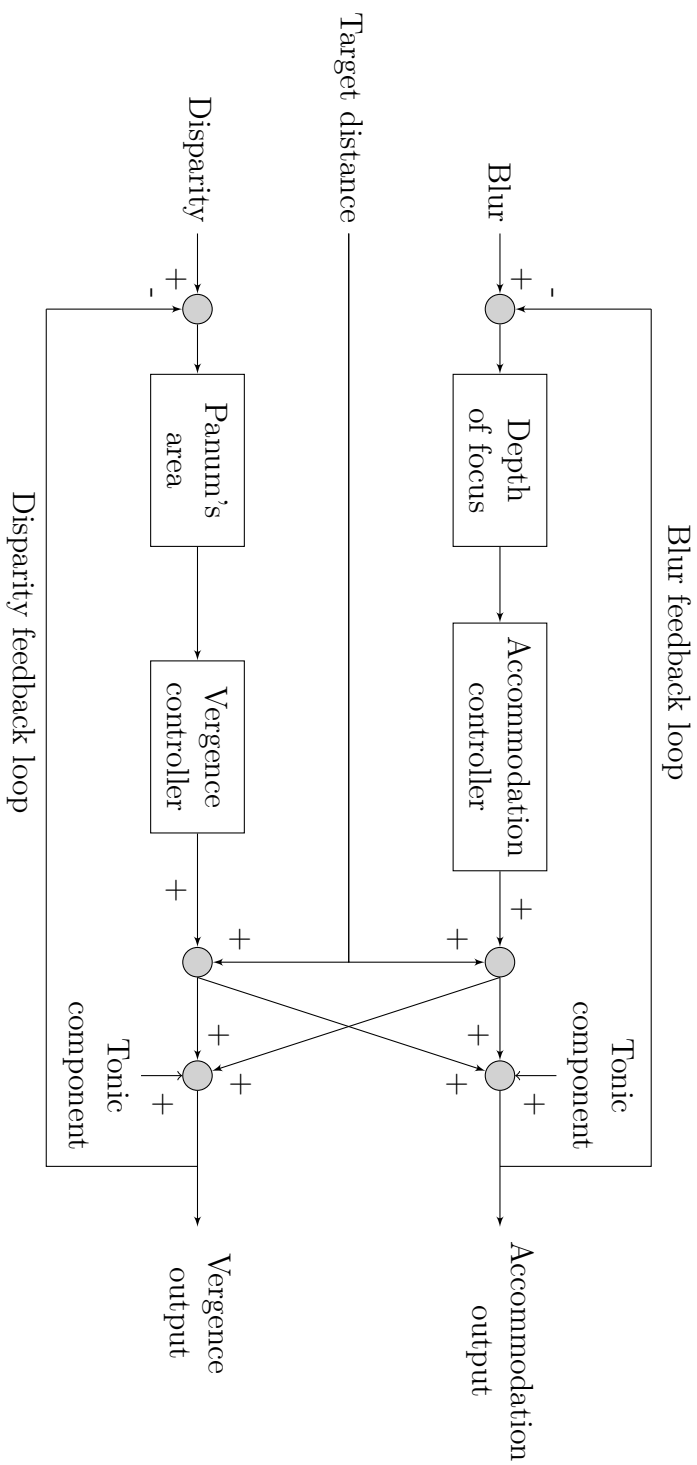 Blur feedback loop
Tonic
component
-
+
Blur
+
Depth
of focus
Accommodation
controller
+
Accommodation
output
+
+
+
Target distance
+
+
+
Disparity
+
-
Panum's
area
Vergence
controller
+
Vergence
output
+
Tonic
component
Disparity feedback loop